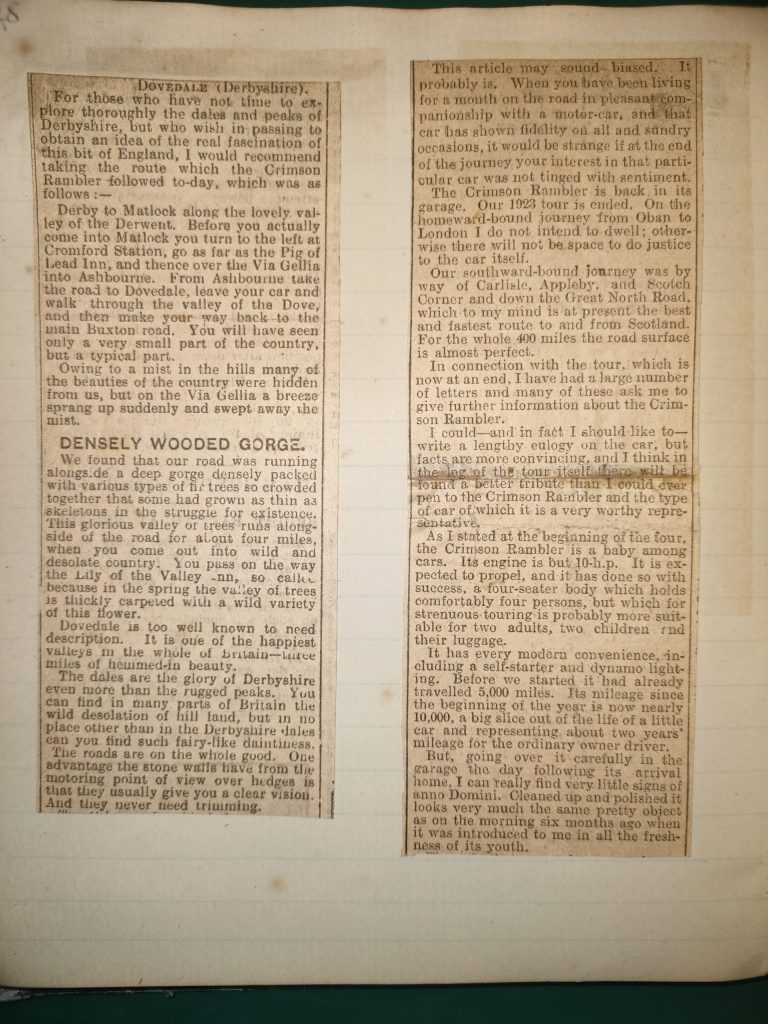 48
DOVEDALE (Derbyshire).
For those who have not time to ex-
plore thoroughly the dales and peaks of
Derbyshire, but who wish in passing to
obtain an idea of the real fascination of
this bit of England, I would recommend
taking the route which the Crimson
Rambler followed to-day, which was as
follows :—
Derby to Matlock along the lovely val-
ley of the Derwent. Before you actually
come into Matlock you turn to the left at
Cromford Station, go as far as the Pig of
Lead Inn, and thence over the Via Gellia
into Ashbourne. From Ashbourne take
the road to Dovedale, leave your car and
walk through the valley of the Dove,
and then make your way back to the
main Buxton road. You will have seen
only a very small part of the country,
but a typical part.
Owing to a mist in the hills many of
the beauties of the country were hidden
from us, but on the Via Gellia a breeze
sprang up suddenly and swept away the
mist.
DENSELY WOODED GORGE.
We found that our road was running
alongside a deep gorge densely packed
with various types of fir trees so crowded
together that some had grown as thin as
skeletons in the struggle for existence.
This glorious valley of trees runs along-
side of the road for about four miles,
when you come out into wild and
desolate country. You pass on the way
the Lily of the Valley Inn, so called
because in the spring the valley of trees
is thickly carpeted with a wild variety
of this flower.
Dovedale is too well known to need
description. It is one of the happiest
valleys in the whole of Britain—three
miles of hemmed-in beauty.
The dales are the glory of Derbyshire
even more than the rugged peaks. You
can find in many parts of Britain the
wild desolation of hill land, but in no
place other than in the Derbyshire dales
can you find such fairy-like daintiness.
The roads are on the whole good. One
advantage the stone walls have from the
motoring point of view over hedges is
that they usually give you a clear vision.
And they never need trimming.
This article may sound biased. It
probably is. When you have been living
for a month on the road in pleasant com-
panionship with a motor-car, and that
car has shown fidelity on all and sundry
occasions, it would be strange if at the end
of the journey your interest in that parti-
cular car was not tinged with sentiment.
The Crimson Rambler is back in its
garage. Our 1923 tour is ended. On the
homeward-bound journey from Oban to
London I do not intend to dwell; other-
wise there will not be space to do justice
to the car itself.
Our southward-bound journey was by
way of Carlisle, Appleby, and Scotch
Corner and down the Great North Road,
which to my mind is at present the best
and fastest route to and from Scotland.
For the whole 400 miles the road surface
is almost perfect.
In connection with the tour, which is
now at an end, I have had a large number
of letters and many of these ask me to
give further information about the Crim-
son Rambler.
I could—and in fact I should like to—
write a lengthy eulogy on the car, but
facts are more convincing, and I think in
the log of the tour itself there will be
found a better tribute than I could ever
pen to the Crimson Rambler and the type
of car of which it is a very worthy repre-
sentative.
As I stated at the beginning of the tour,
the Crimson Rambler is a baby among
cars. Its engine is but 10-h.p. It is ex-
pected to propel, and it has done so with
success, a four-seater body which holds
comfortably four persons, but which for
strenuous touring is probably more suit-
able for two adults, two children and
their luggage.
It has every modern convenience, in-
cluding a self-starter and dynamo light-
ing. Before we started it had already
travelled 5,000 miles. Its mileage since
the beginning of the year is now nearly
10,000, a big slice out of the life of a little
car and representing about two years'
mileage for the ordinary owner driver.
But, going over it carefully in the
garage the day following its arrival
home, I can really find very little signs of
anno Domini. Cleaned up and polished it
looks very much the same pretty object
as on the morning six months ago when
it was introduced to me in all the fresh-
ness of its youth.